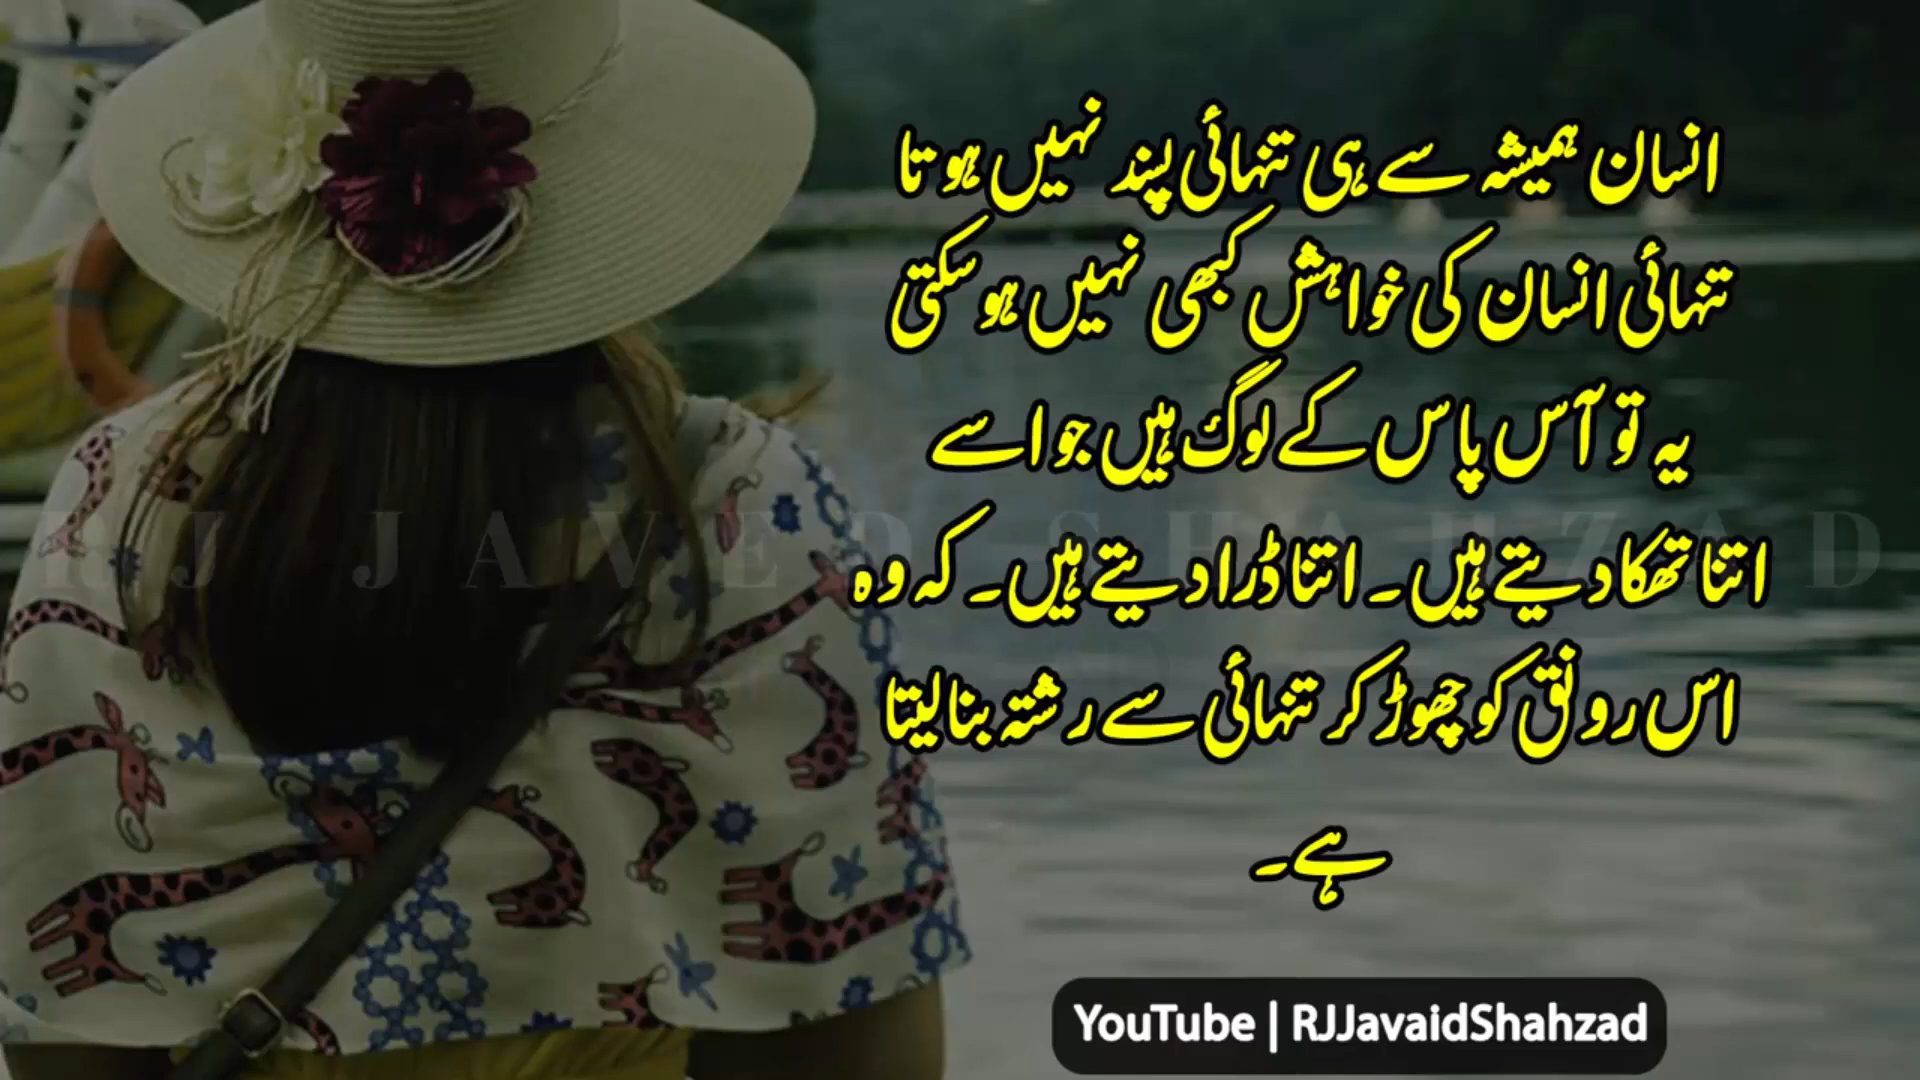 انسان ہمیشہ سے ہی تنہائی پسند نہیں ہوتا
تنہائی انسان کی خواہش کبھی نہیں ہوسکتی
یہ تو آس پاس کے لوگ ہیں جو اسے
اتنا تھکا دیتے ہیں۔ اتنا ڈرا دیتے ہیں۔ کہ وہ
اس رونق کو چھوڑ کر تنہائی سے رشتہ بنا لیتا
ہے۔
RJ JAVED SHAHZAD
YouTube | RJJavaidShahzad